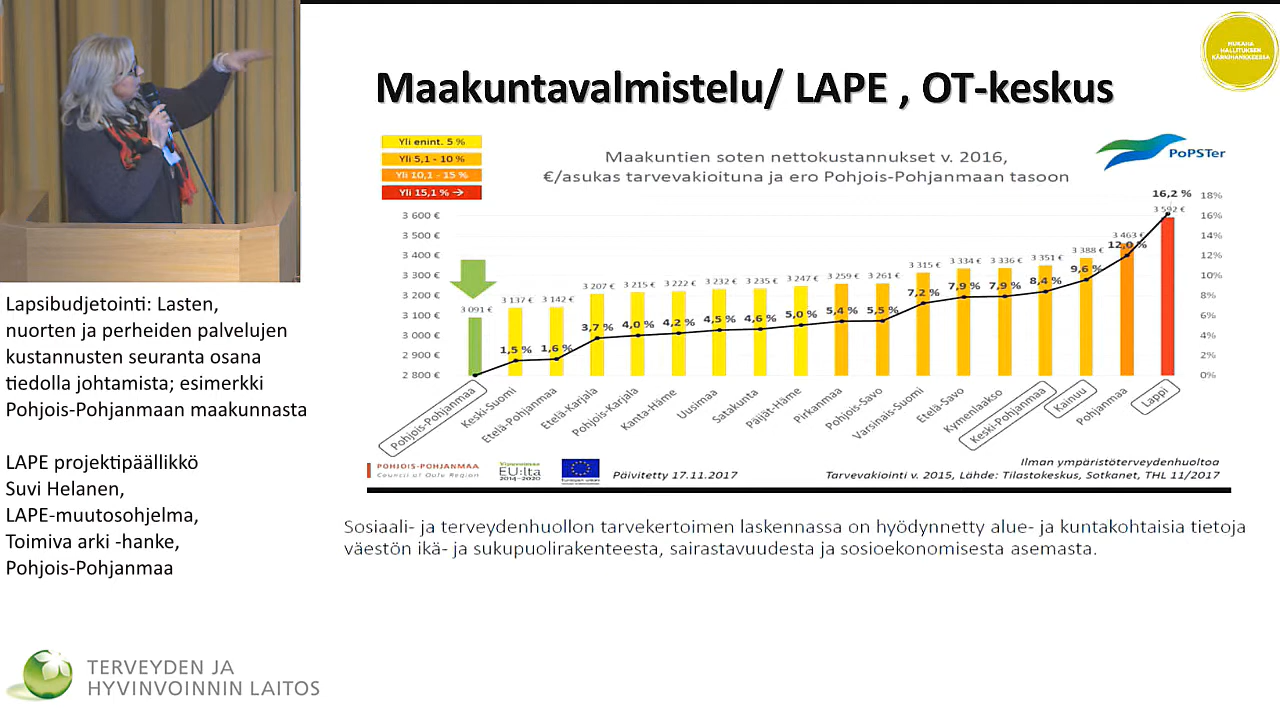 MUKANA
HALLITUKSEN
KÄRKIHANKKEESSA
Maakuntavalmistelu/ LAPE , OT-keskus
Yli enint. 5 %
Yli 5,1 - 10 %
Yli 10,1 - 15 %
Yli 15,1 % →
Maakuntien soten nettokustannukset v. 2016,
€/asukas tarvevakioituna ja ero Pohjois-Pohjanmaan tasoon
PoPSTer
3 600 €
3 500 €
3 400 €
3 300 €
3 200 €
3 100 €
3 000 €
2 900 €
2 800 €
3 091 €
3 137 €
3 142 €
3 207 €
3 215 €
3 222 €
3 232 €
3 235 €
3 247 €
3 259 €
3 261 €
3 315 €
3 334 €
3 336 €
3 351 €
3 388 €
3 463 €
3 592 €
1,5 %
1,6 %
3,7 %
4,0 %
4,2 %
4,5 %
4,6 %
5,0 %
5,4 %
5,5 %
7,2 %
7,9 %
7,9 %
8,4 %
9,6 %
12,0 %
16,2 %
18%
16%
14%
12%
10%
8%
6%
4%
2%
0%
Pohjois-Pohjanmaa
Keski-Suomi
Etelä-Pohjanmaa
Etelä-Karjala
Pohjois-Karjala
Kanta-Häme
Uusimaa
Satakunta
Päijät-Häme
Pirkanmaa
Pohjois-Savo
Varsinais-Suomi
Etelä-Savo
Kymenlaakso
Keski-Pohjanmaa
Kainuu
Pohjanmaa
Lappi
POHJOIS-POHJANMAA
Council of Oulu Region
Vipuvoimaa
EU:lta
2014–2020
Euroopan unioni
Päivitetty 17.11.2017
Ilman ympäristöterveydenhuoltoa
Tarvevakiointi v. 2015, Lähde: Tilastokeskus, Sotkanet, THL 11/2017
Sosiaali- ja terveydenhuollon tarvekertoimen laskennassa on hyödynnetty alue- ja kuntakohtaisia tietoja
väestön ikä- ja sukupuolirakenteesta, sairastavuudesta ja sosioekonomisesta asemasta.
Lapsibudjetointi: Lasten,
nuorten ja perheiden palvelujen
kustannusten seuranta osana
tiedolla johtamista; esimerkki
Pohjois-Pohjanmaan maakunnasta
LAPE projektipäällikkö
Suvi Helanen,
LAPE-muutosohjelma,
Toimiva arki -hanke,
Pohjois-Pohjanmaa
TERVEYDEN JA
HYVINVOINNIN LAITOS